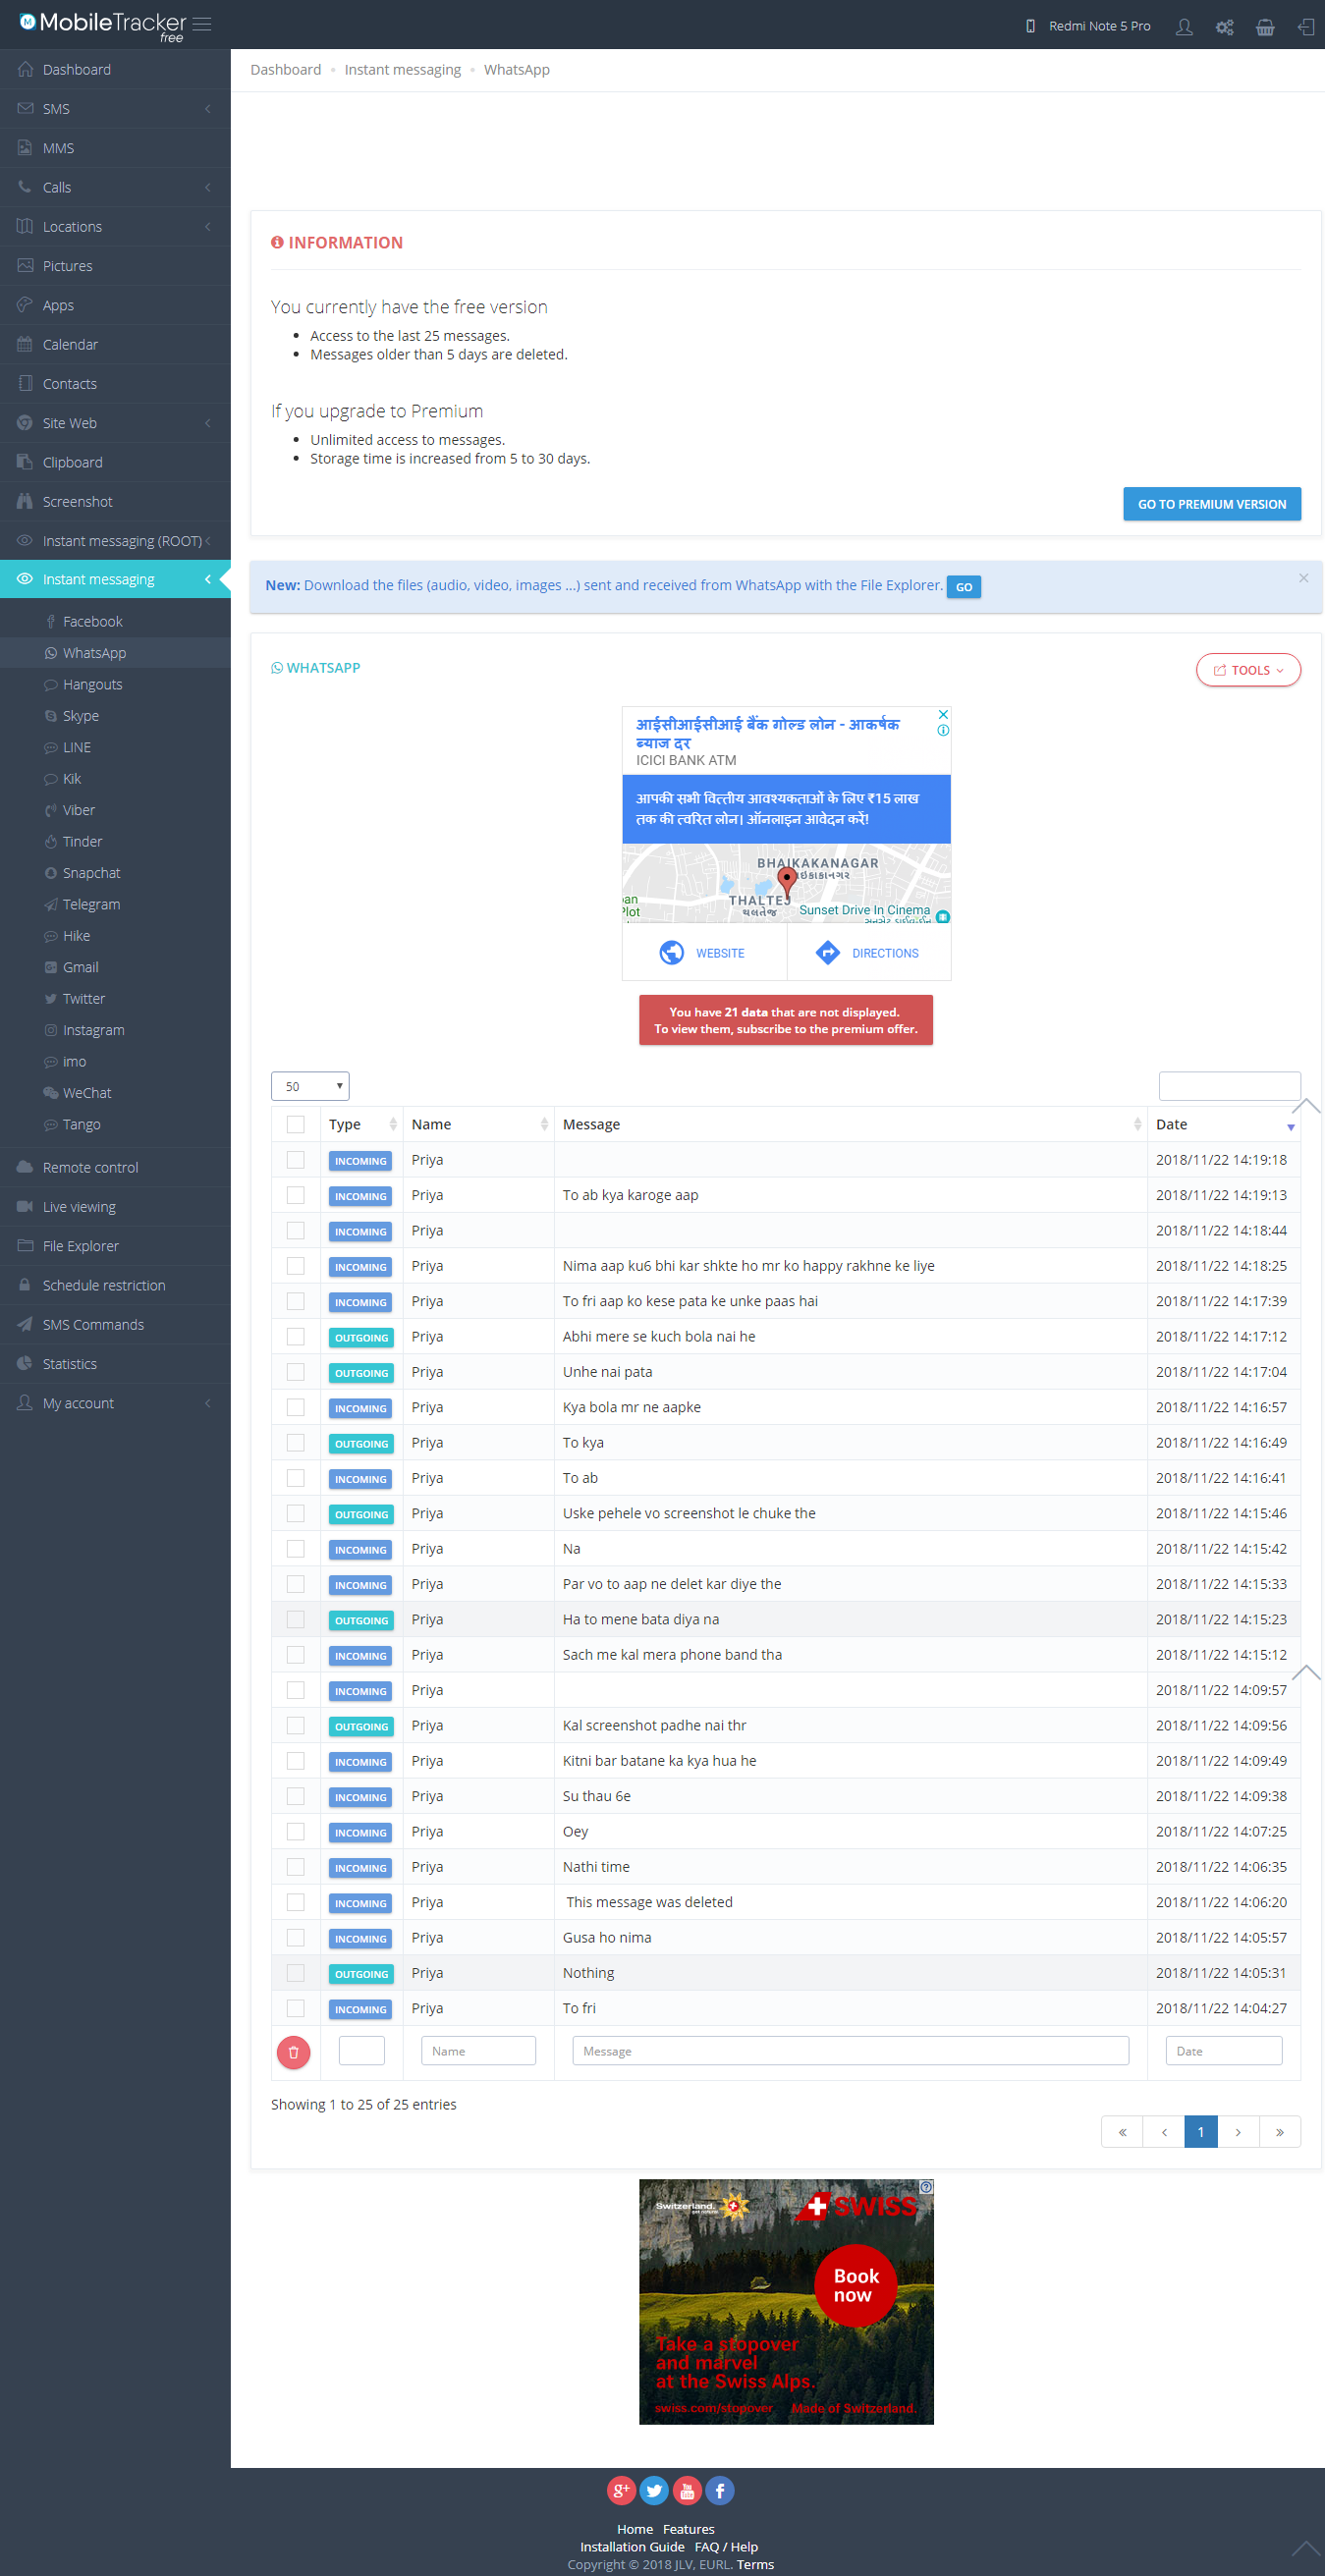 MobileTracker
free
Redmi Note 5 Pro
Dashboard
SMS
MMS
Calls
Locations
Pictures
Apps
Calendar
Contacts
Site Web
Clipboard
Screenshot
Instant messaging (ROOT)
Instant messaging
Facebook
WhatsApp
Hangouts
Skype
LINE
Kik
Viber
Tinder
Snapchat
Telegram
Hike
Gmail
Twitter
Instagram
imo
WeChat
Tango
Remote control
Live viewing
File Explorer
Schedule restriction
SMS Commands
Statistics
My account
Dashboard • Instant messaging • WhatsApp
INFORMATION
You currently have the free version
• Access to the last 25 messages.
• Messages older than 5 days are deleted.
If you upgrade to Premium
• Unlimited access to messages.
• Storage time is increased from 5 to 30 days.
GO TO PREMIUM VERSION
New: Download the files (audio, video, images ...) sent and received from WhatsApp with the File Explorer. GO
×
WHATSAPP
TOOLS
आईसीआईसीआई बैंक गोल्ड लोन - आकर्षक
ब्याज दर
ICICI BANK ATM
आपकी सभी वित्तीय आवश्यकताओं के लिए ₹15 लाख
तक की त्वरित लोन। ऑनलाइन आवेदन करें!
BHAIKAKANAGAR
THALTEJ
થલતેજ
Plot
Sunset Drive In Cinema
WEBSITE DIRECTIONS
You have 21 data that are not displayed.
To view them, subscribe to the premium offer.
50
Type Name Message Date
INCOMING Priya 2018/11/22 14:19:18
INCOMING Priya To ab kya karoge aap 2018/11/22 14:19:13
INCOMING Priya 2018/11/22 14:18:44
INCOMING Priya Nima aap ku6 bhi kar shkte ho mr ko happy rakhne ke liye 2018/11/22 14:18:25
INCOMING Priya To fri aap ko kese pata ke unke paas hai 2018/11/22 14:17:39
OUTGOING Priya Abhi mere se kuch bola nai he 2018/11/22 14:17:12
OUTGOING Priya Unhe nai pata 2018/11/22 14:17:04
INCOMING Priya Kya bola mr ne aapke 2018/11/22 14:16:57
OUTGOING Priya To kya 2018/11/22 14:16:49
INCOMING Priya To ab 2018/11/22 14:16:41
OUTGOING Priya Uske pehele vo screenshot le chuke the 2018/11/22 14:15:46
INCOMING Priya Na 2018/11/22 14:15:42
INCOMING Priya Par vo to aap ne delet kar diye the 2018/11/22 14:15:33
OUTGOING Priya Ha to mene bata diya na 2018/11/22 14:15:23
INCOMING Priya Sach me kal mera phone band tha 2018/11/22 14:15:12
INCOMING Priya 2018/11/22 14:09:57
OUTGOING Priya Kal screenshot padhe nai thr 2018/11/22 14:09:56
INCOMING Priya Kitni bar batane ka kya hua he 2018/11/22 14:09:49
INCOMING Priya Su thau 6e 2018/11/22 14:09:38
INCOMING Priya Oey 2018/11/22 14:07:25
INCOMING Priya Nathi time 2018/11/22 14:06:35
INCOMING Priya This message was deleted 2018/11/22 14:06:20
INCOMING Priya Gusa ho nima 2018/11/22 14:05:57
OUTGOING Priya Nothing 2018/11/22 14:05:31
INCOMING Priya To fri 2018/11/22 14:04:27
Name Message Date
Showing 1 to 25 of 25 entries
« ‹ 1 › »
Switzerland.
SWISS
Book
now
Take a stopover
and marvel
at the Swiss Alps.
swiss.com/stopover Made of Switzerland.
Home Features
Installation Guide FAQ / Help
Copyright © 2018 JLV, EURL. Terms